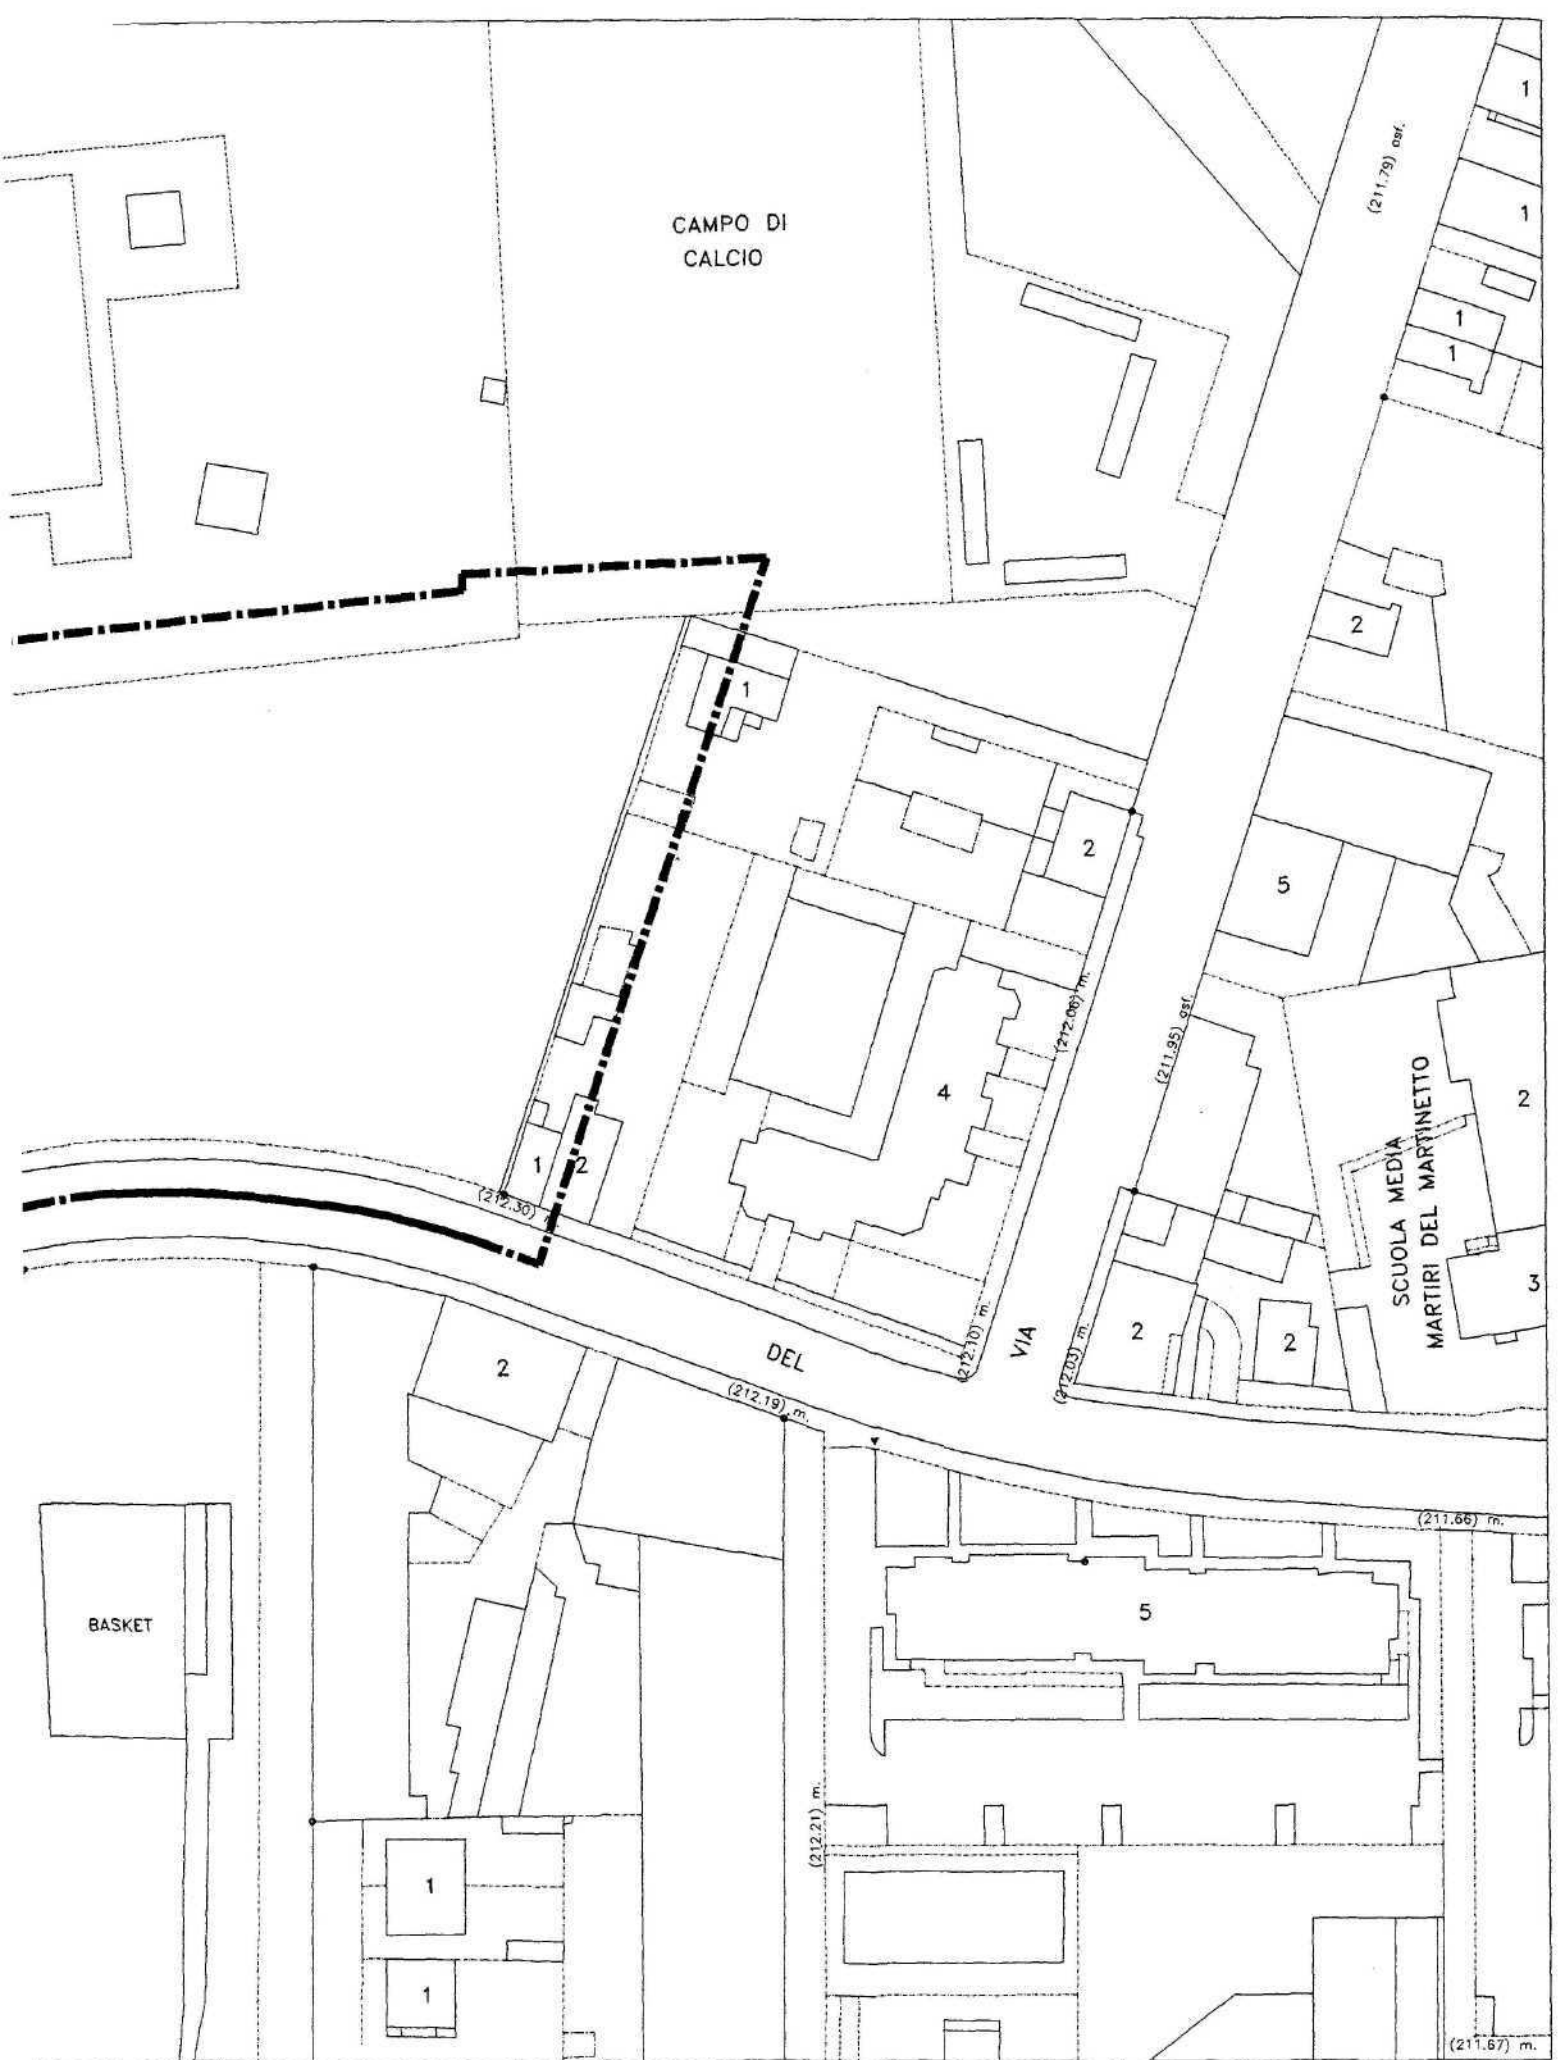 1
(211.79) asf.
1
CAMPO DI
CALCIO
1
1
2
1
2
5
(212.06) m.
(211.95) asf.
4
2
SCUOLA MEDIA
MARTIRI DEL MARTINETTO
1
2
(212.30) m
3
2
2
(212.10) m.
VIA
(212.03) m.
DEL
2
(212.19) m.
(211.66) m.
BASKET
5
(212.21) m.
1
1
(211.67) m.